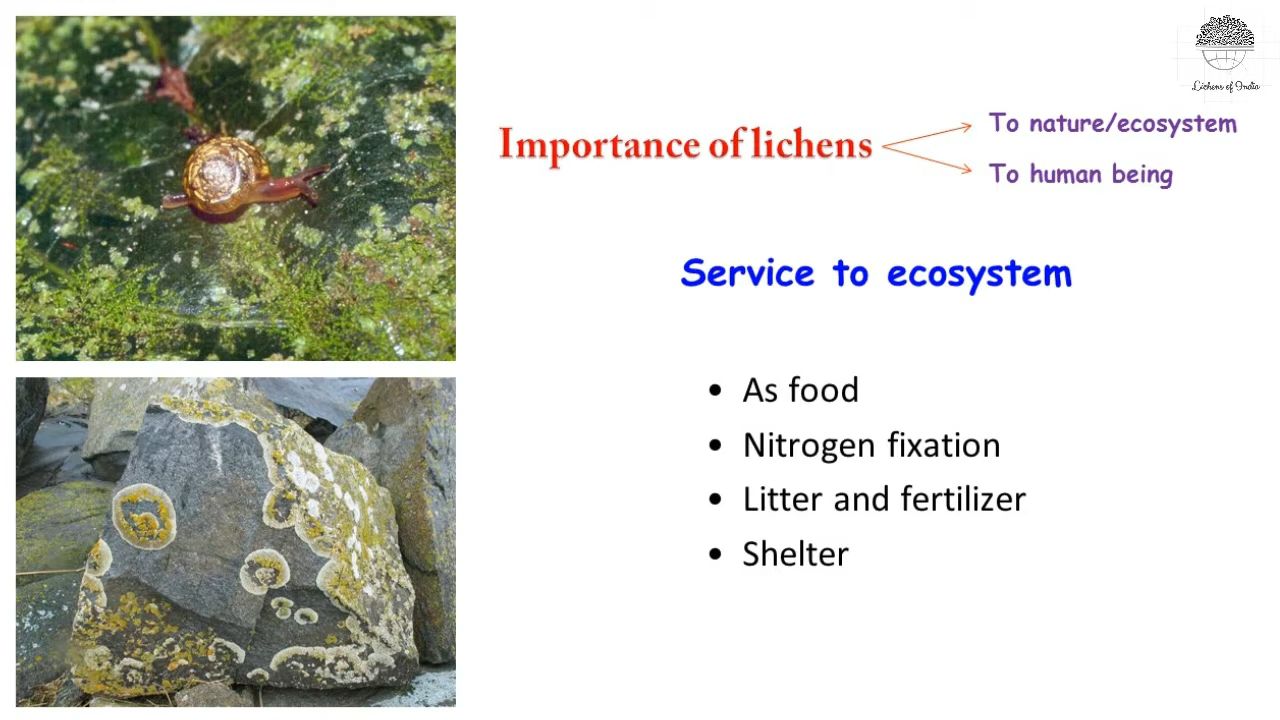 Lichens of India
Importance of lichens
To nature/ecosystem
To human being
Service to ecosystem
• As food
• Nitrogen fixation
• Litter and fertilizer
• Shelter